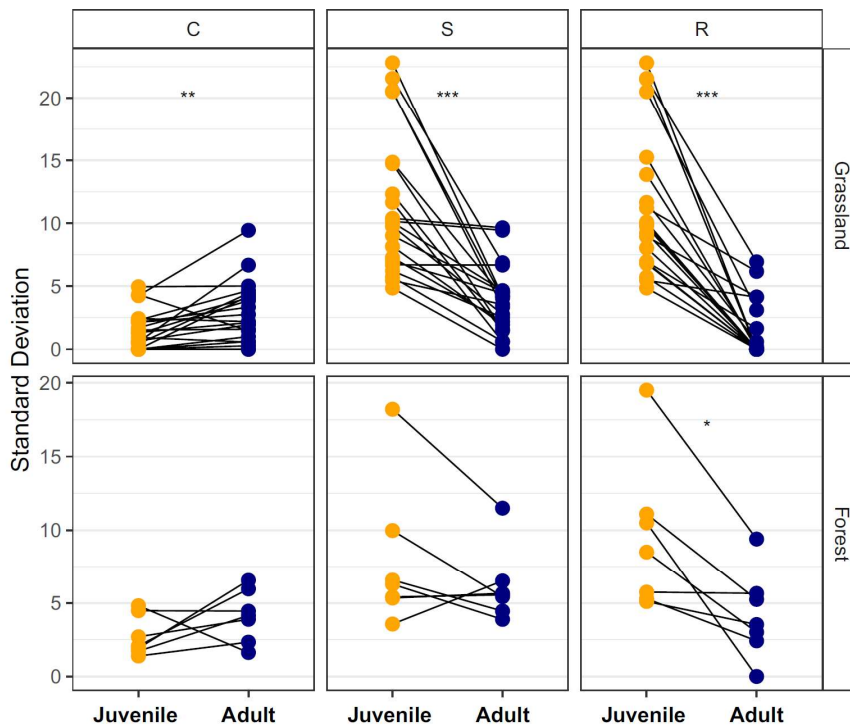 C
S
R
Standard Deviation
Grassland
20
15
10
5
0
**
***
***
Forest
20
15
10
5
0
*
Juvenile
Adult
Juvenile
Adult
Juvenile
Adult